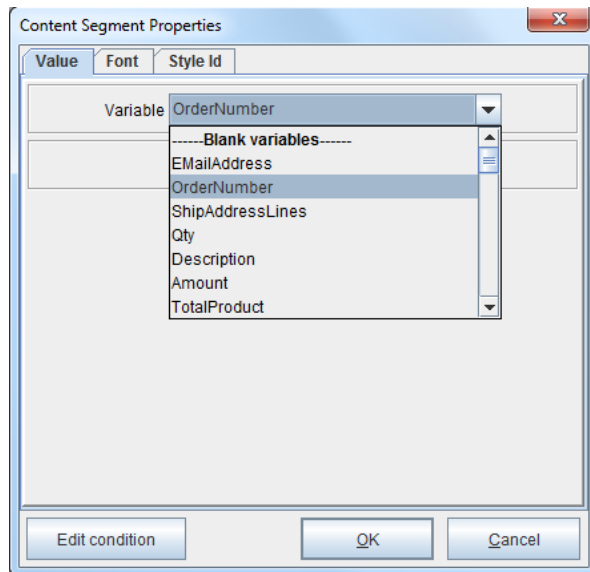 Content Segment Properties
Value Font Style Id
Variable OrderNumber
------Blank variables------
EMailAddress
OrderNumber
ShipAddressLines
Qty
Description
Amount
TotalProduct
Edit condition OK Cancel